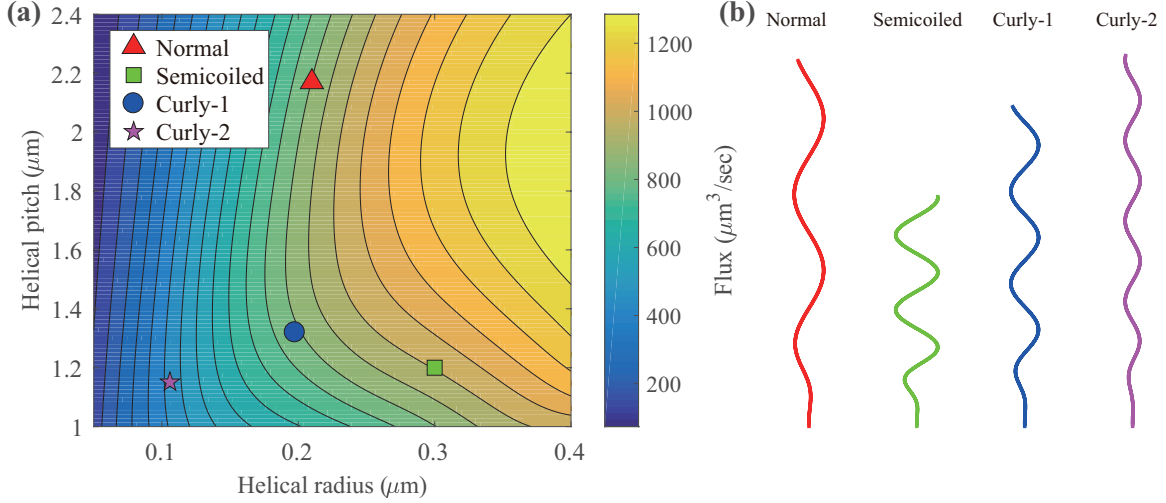 (a)
2.4
2.2
2
1.8
1.6
1.4
1.2
1
Helical pitch (μm)
Normal
Semicoiled
Curly-1
Curly-2
0.1
0.2
0.3
0.4
Helical radius (μm)
1200
1000
800
600
400
200
Flux (μm³/sec)
(b)
Normal
Semicoiled
Curly-1
Curly-2